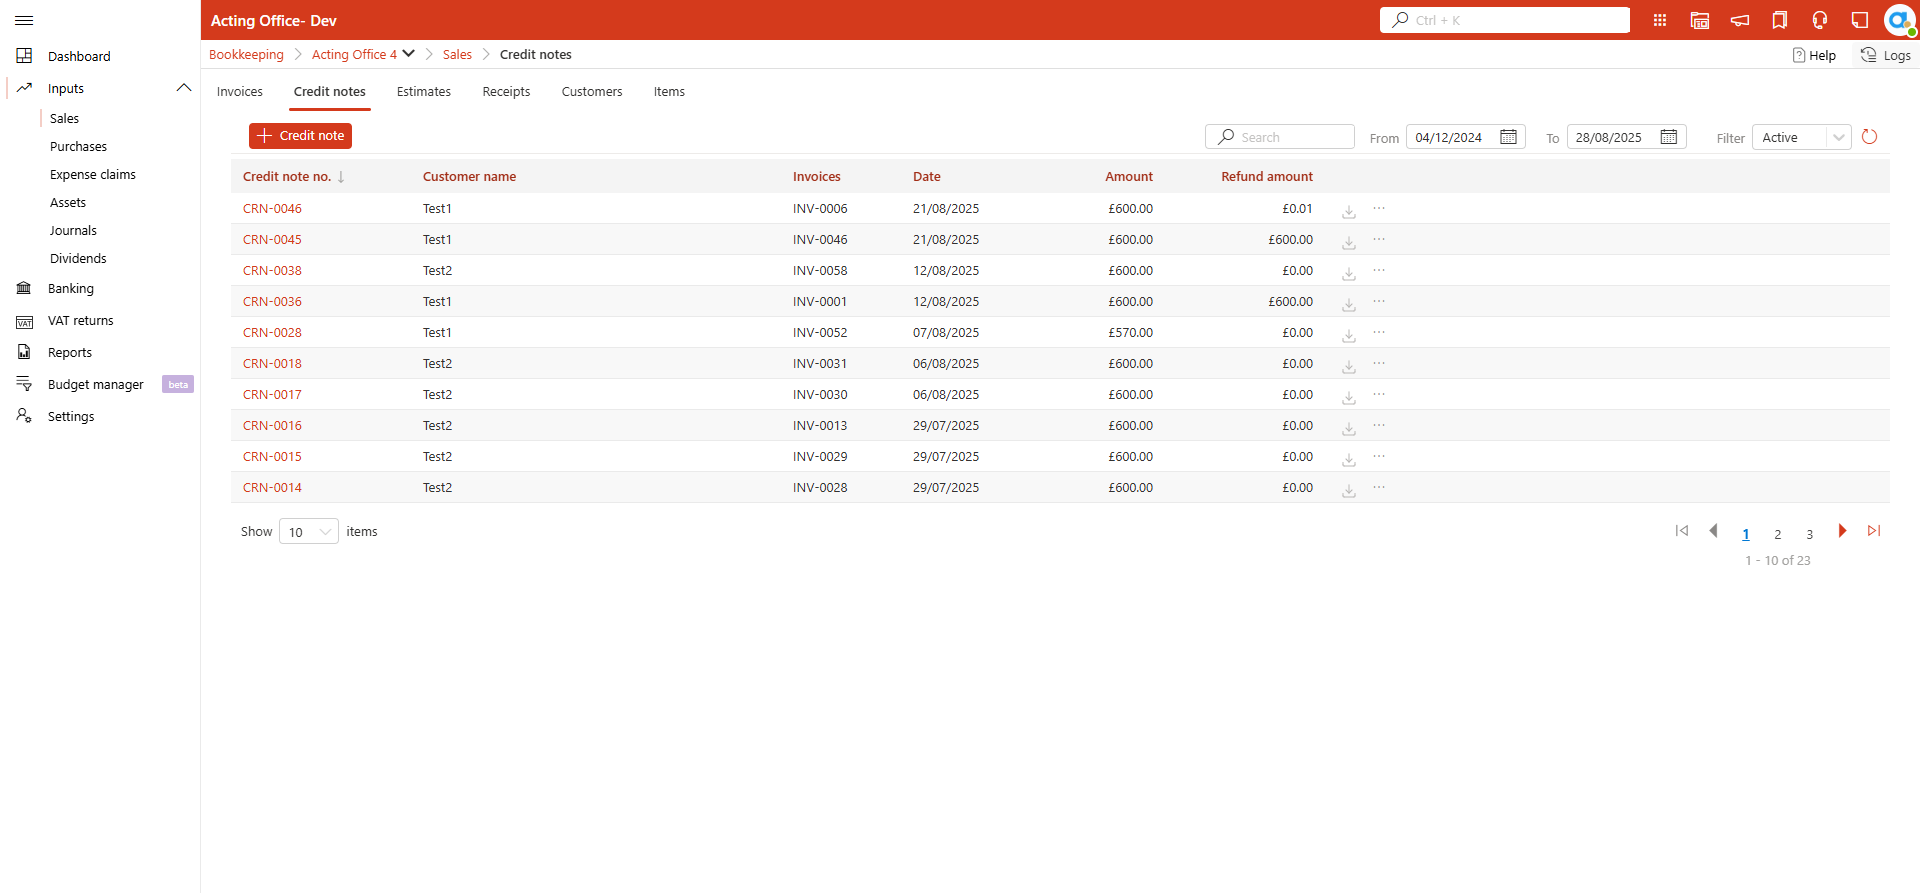 Acting Office- Dev
Ctrl + K
Bookkeeping Acting Office 4 Sales Credit notes
Help Logs
Dashboard
Inputs
Sales
Purchases
Expense claims
Assets
Journals
Dividends
Banking
VAT returns
Reports
Budget manager beta
Settings
Invoices Credit notes Estimates Receipts Customers Items
Credit note
Search From 04/12/2024 To 28/08/2025 Filter Active
Credit note no. ↓ Customer name Invoices Date Amount Refund amount
CRN-0046 Test1 INV-0006 21/08/2025 £600.00 £0.01 ...
CRN-0045 Test1 INV-0046 21/08/2025 £600.00 £600.00 ...
CRN-0038 Test2 INV-0058 12/08/2025 £600.00 £0.00 ...
CRN-0036 Test1 INV-0001 12/08/2025 £600.00 £600.00 ...
CRN-0028 Test1 INV-0052 07/08/2025 £570.00 £0.00 ...
CRN-0018 Test2 INV-0031 06/08/2025 £600.00 £0.00 ...
CRN-0017 Test2 INV-0030 06/08/2025 £600.00 £0.00 ...
CRN-0016 Test2 INV-0013 29/07/2025 £600.00 £0.00 ...
CRN-0015 Test2 INV-0029 29/07/2025 £600.00 £0.00 ...
CRN-0014 Test2 INV-0028 29/07/2025 £600.00 £0.00 ...
Show 10 items
1 2 3
1 - 10 of 23